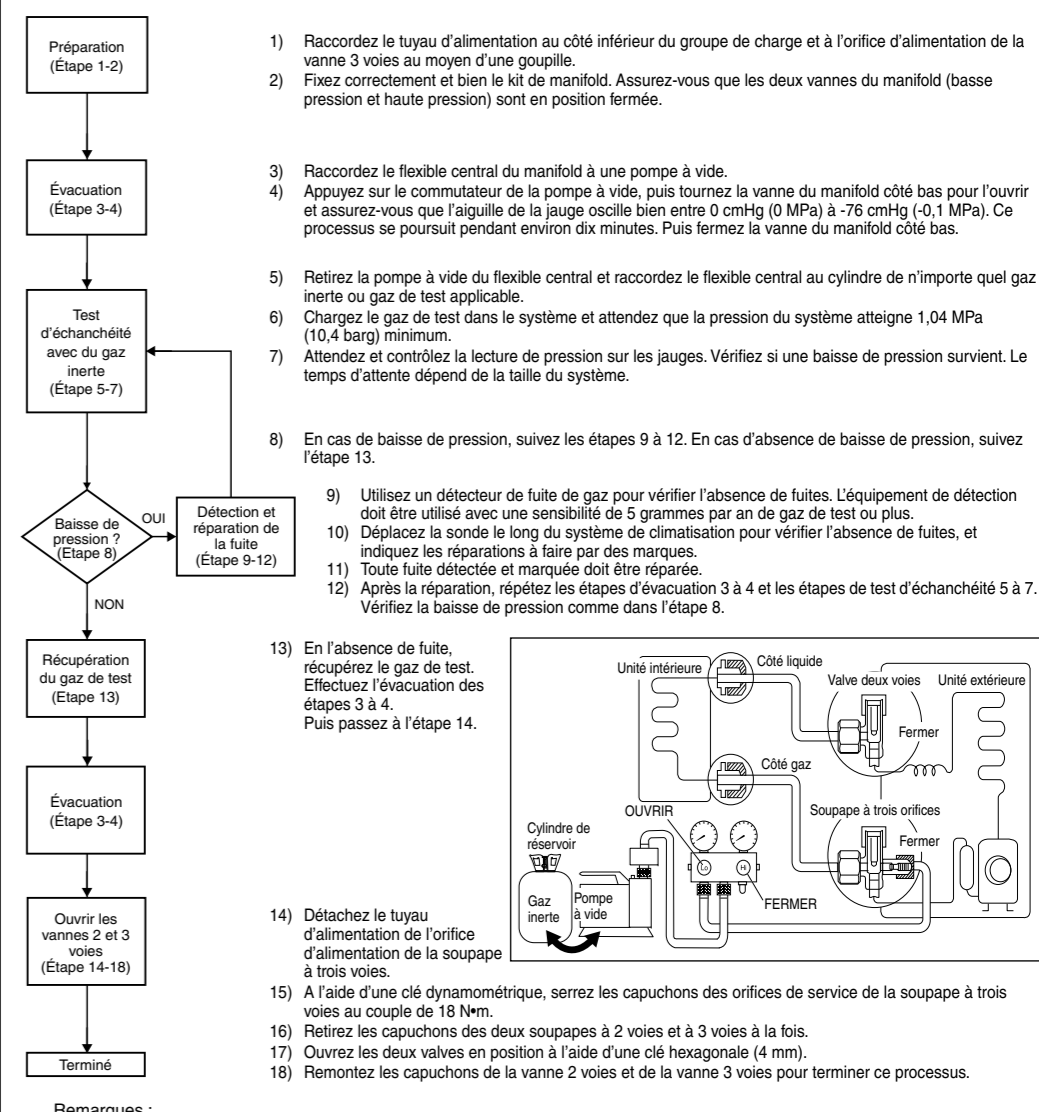 Préparation
(Étape 1-2)
1) Raccordez le tuyau d'alimentation au côté inférieur du groupe de charge et à l'orifice d'alimentation de la
vanne 3 voies au moyen d'une goupille.
2) Fixez correctement et bien le kit de manifold. Assurez-vous que les deux vannes du manifold (basse
pression et haute pression) sont en position fermée.
Évacuation
(Étape 3-4)
3) Raccordez le flexible central du manifold à une pompe à vide.
4) Appuyez sur le commutateur de la pompe à vide, puis tournez la vanne du manifold côté bas pour l'ouvrir
et assurez-vous que l'aiguille de la jauge oscille bien entre 0 cmHg (0 MPa) à -76 cmHg (-0,1 MPa). Ce
processus se poursuit pendant environ dix minutes. Puis fermez la vanne du manifold côté bas.
Test
d'échanchéité
avec du gaz
inerte
(Étape 5-7)
5) Retirez la pompe à vide du flexible central et raccordez le flexible central au cylindre de n'importe quel gaz
inerte ou gaz de test applicable.
6) Chargez le gaz de test dans le système et attendez que la pression du système atteigne 1,04 MPa
(10,4 barg) minimum.
7) Attendez et contrôlez la lecture de pression sur les jauges. Vérifiez si une baisse de pression survient. Le
temps d'attente dépend de la taille du système.
8) En cas de baisse de pression, suivez les étapes 9 à 12. En cas d'absence de baisse de pression, suivez
l'étape 13.
Baisse de
pression ?
(Etape 8)
OUI
NON
Détection et
réparation de
la fuite
(Étape 9-12)
9) Utilisez un détecteur de fuite de gaz pour vérifier l'absence de fuites. L'équipement de détection
doit être utilisé avec une sensibilité de 5 grammes par an de gaz de test ou plus.
10) Déplacez la sonde le long du système de climatisation pour vérifier l'absence de fuites, et
indiquez les réparations à faire par des marques.
11) Toute fuite détectée et marquée doit être réparée.
12) Après la réparation, répétez les étapes d'évacuation 3 à 4 et les étapes de test d'échanchéité 5 à 7.
Vérifiez la baisse de pression comme dans l'étape 8.
Récupération
du gaz de test
(Etape 13)
13) En l'absence de fuite,
récupérez le gaz de test.
Effectuez l'évacuation des
étapes 3 à 4.
Puis passez à l'étape 14.
Unité intérieure
Côté liquide
Valve deux voies
Unité extérieure
Fermer
Côté gaz
OUVRIR
Soupape à trois orifices
Fermer
Cylindre de
réservoir
Lo
Hi
Gaz
inerte
Pompe
à vide
FERMER
Évacuation
(Étape 3-4)
Ouvrir les
vannes 2 et 3
voies
(Étape 14-18)
14) Détachez le tuyau
d'alimentation de l'orifice
d'alimentation de la soupape
à trois voies.
15) A l'aide d'une clé dynamométrique, serrez les capuchons des orifices de service de la soupape à trois
voies au couple de 18 N•m.
16) Retirez les capuchons des deux soupapes à 2 voies et à 3 voies à la fois.
17) Ouvrez les deux valves en position à l'aide d'une clé hexagonale (4 mm).
18) Remontez les capuchons de la vanne 2 voies et de la vanne 3 voies pour terminer ce processus.
Terminé
Remarques :